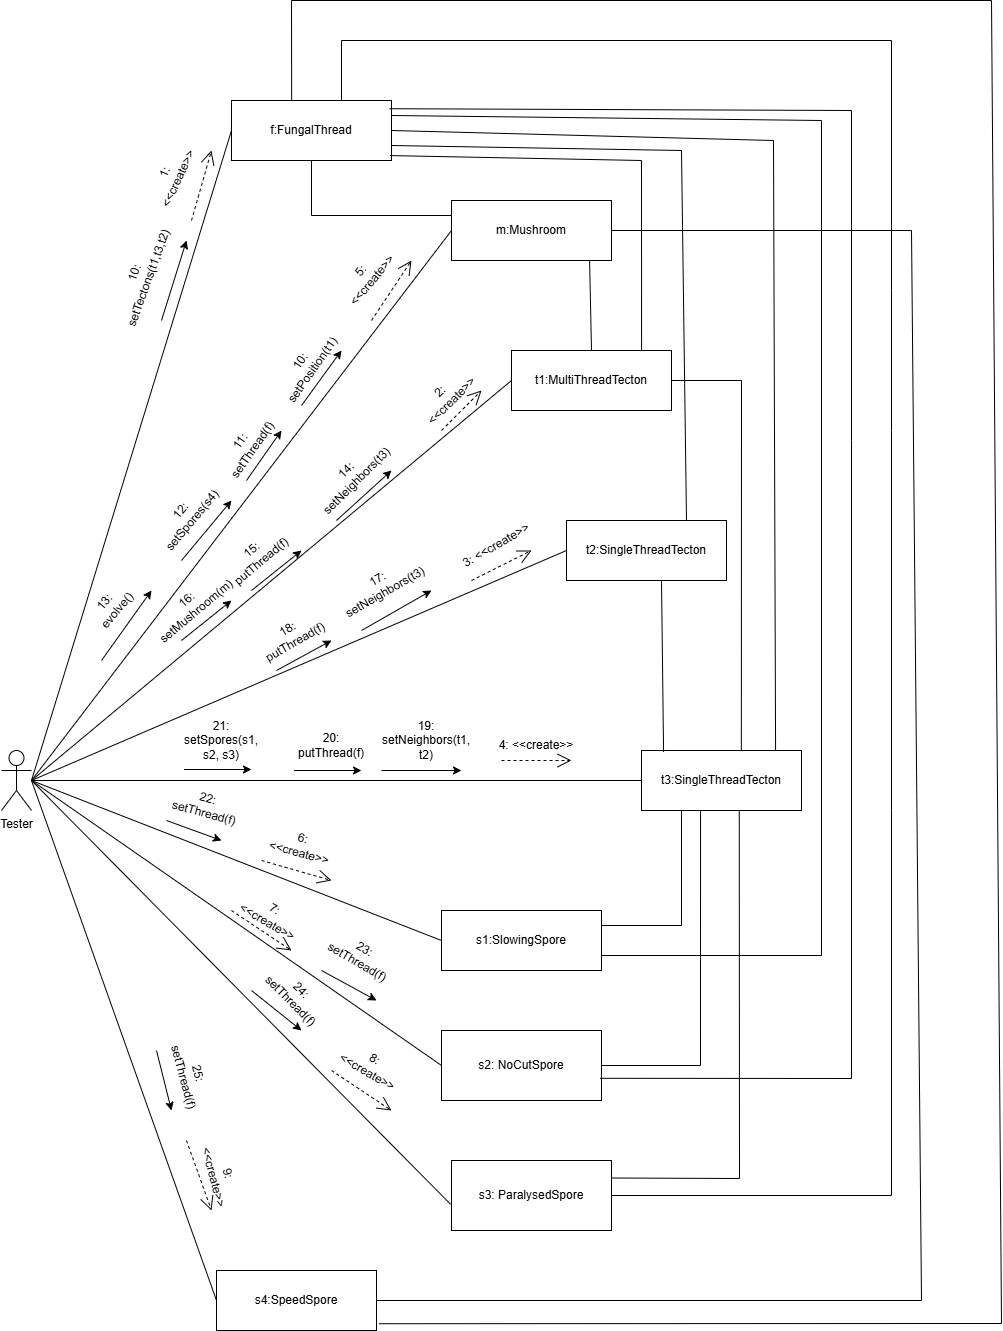 f:FungalThread
1:
<<create>>
10:
setTectons(t1,t3,t2)
m:Mushroom
5:
<<create>>
10:
setPosition(t1)
11:
setThread(f)
12:
setSpores(s4)
13:
evolve()
t1:MultiThreadTecton
2:
<<create>>
14:
setNeighbors(t3)
15:
putThread(f)
16:
setMushroom(m)
t2:SingleThreadTecton
3: <<create>>
17:
setNeighbors(t3)
18:
putThread(f)
t3:SingleThreadTecton
4: <<create>>
19:
setNeighbors(t1,
t2)
20:
putThread(f)
21:
setSpores(s1,
s2, s3)
Tester
22:
setThread(f)
6:
<<create>>
s1:SlowingSpore
7:
<<create>>
23:
setThread(f)
s2: NoCutSpore
24:
setThread(f)
8:
<<create>>
s3: ParalysedSpore
25:
setThread(f)
9:
<<create>>
s4:SpeedSpore